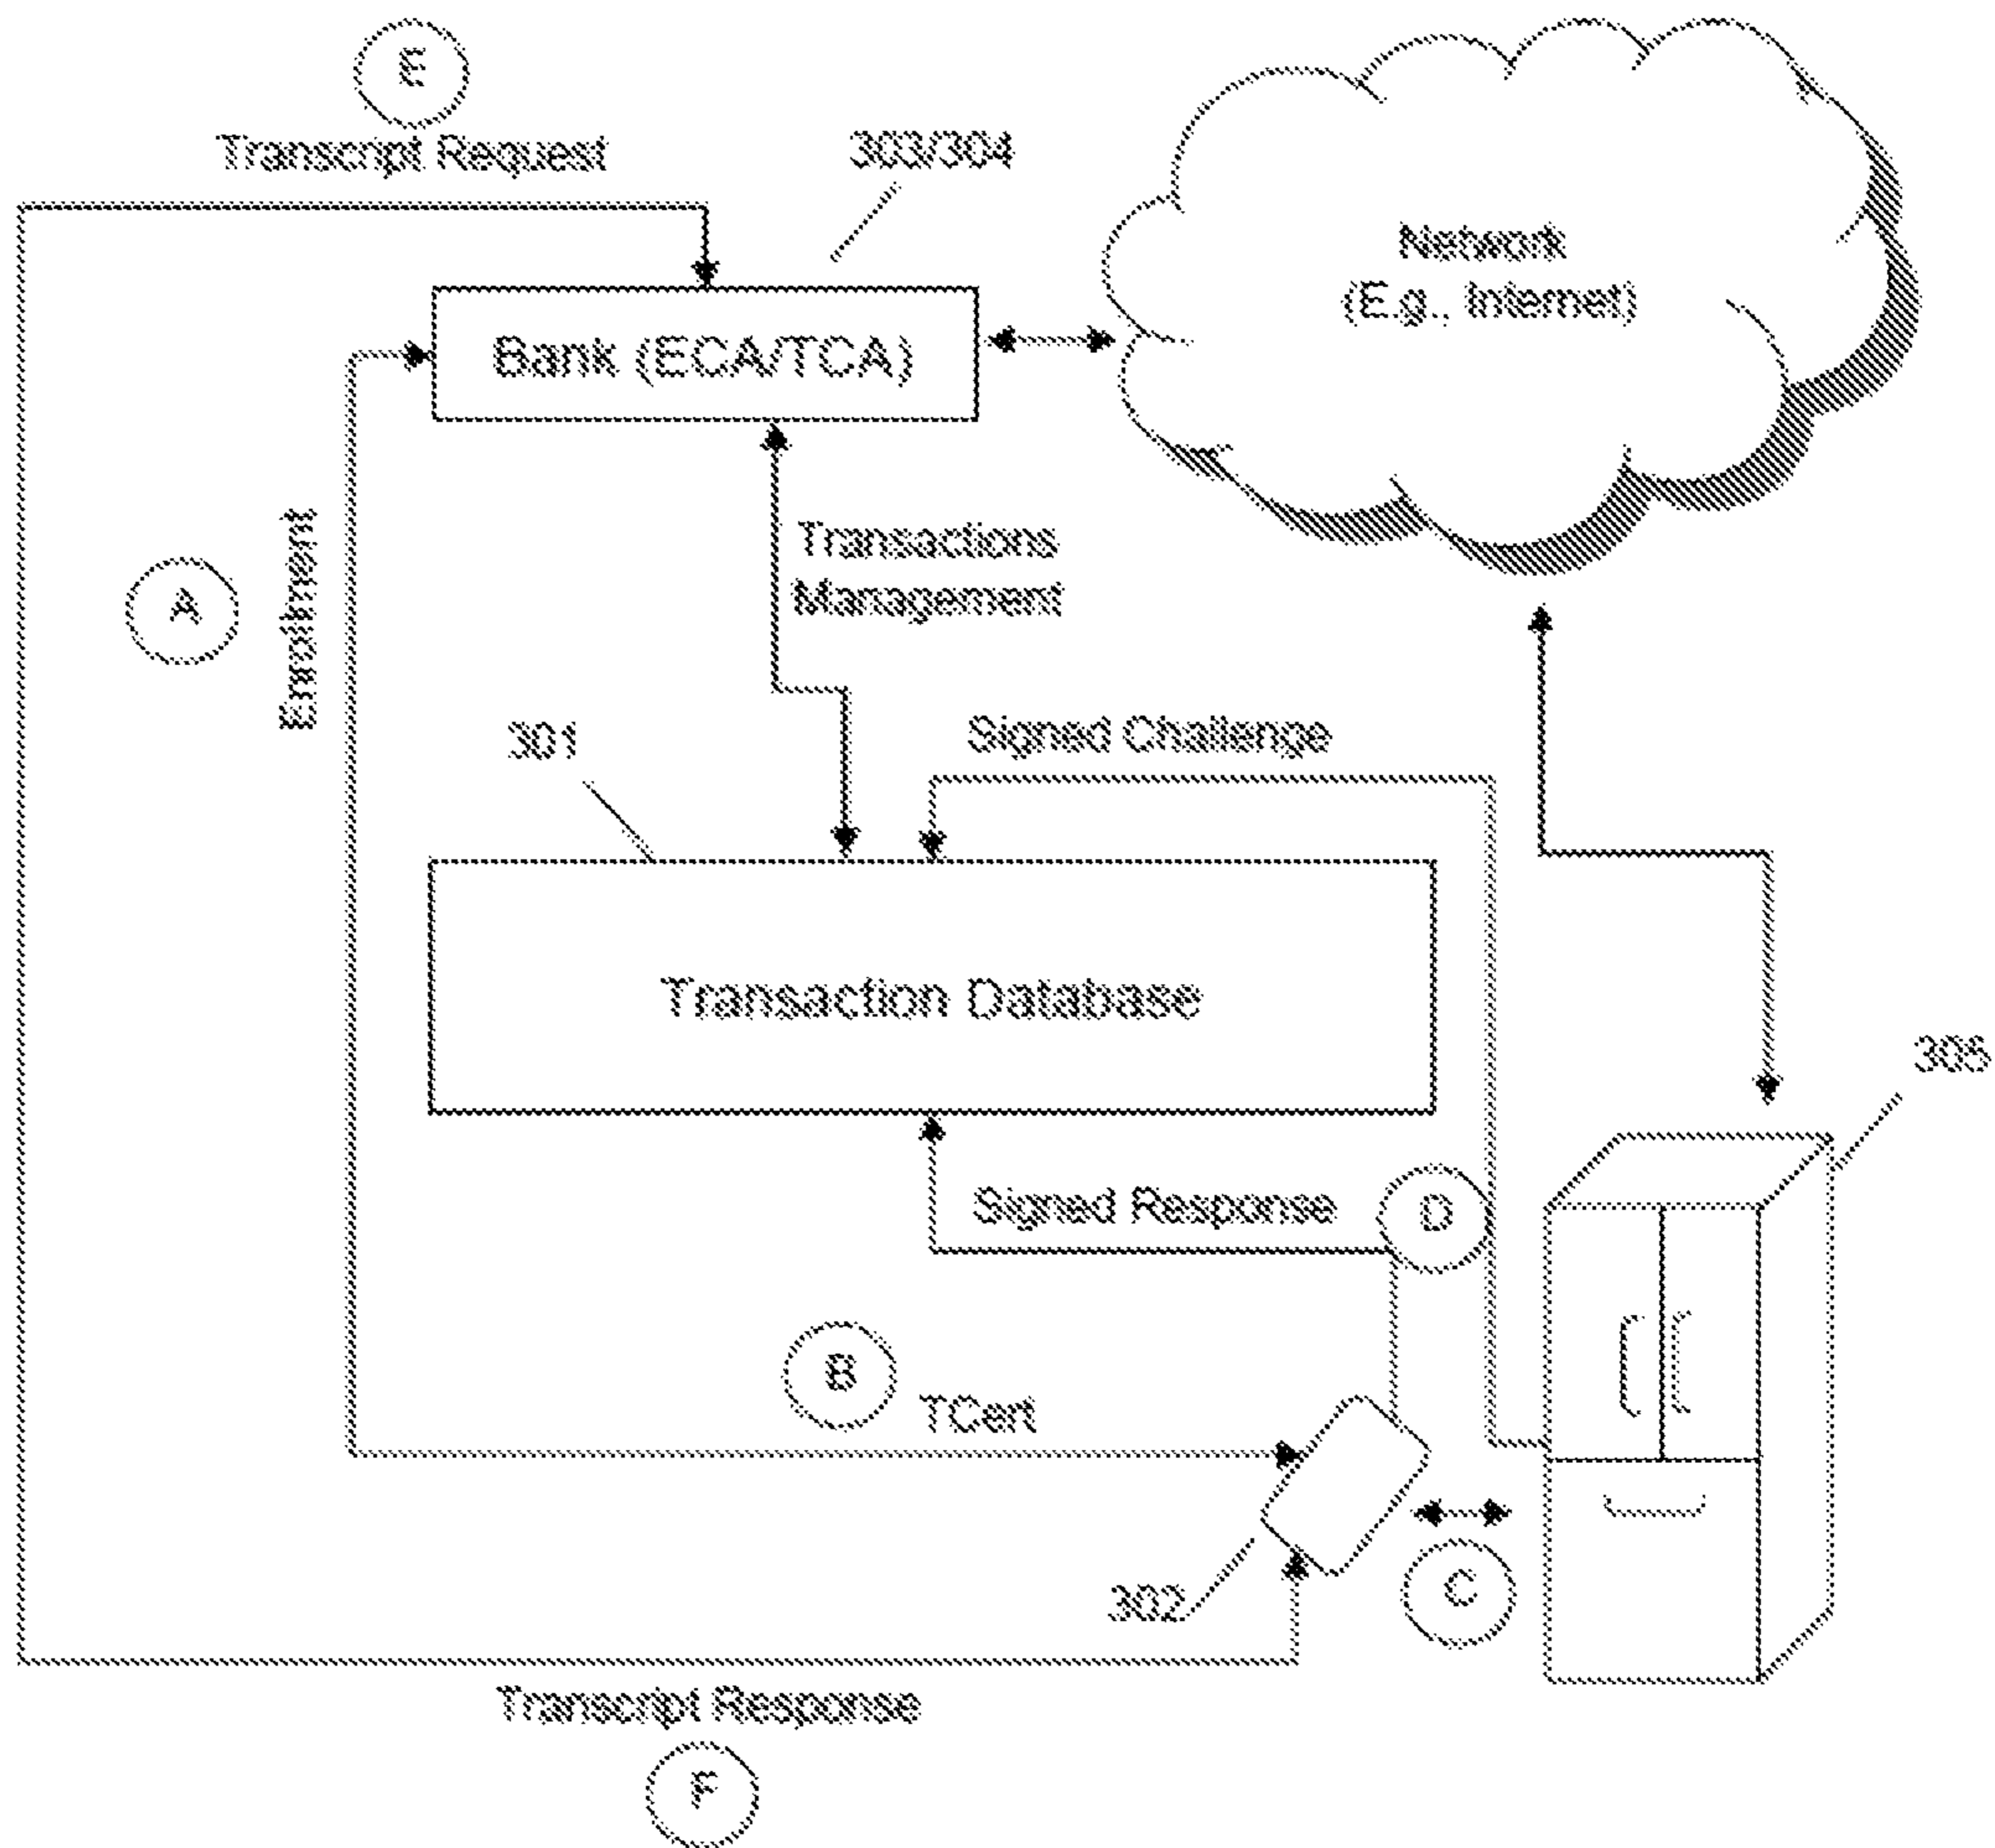 E
Transcript Request
303/304
Network
(E.g., Internet)
Bank (ECA/TCA)
Transactions
Management
A
Enrollment
301
Signed Challenge
Transaction Database
305
Signed Response
D
B
TCert
302
C
Transcript Response
F